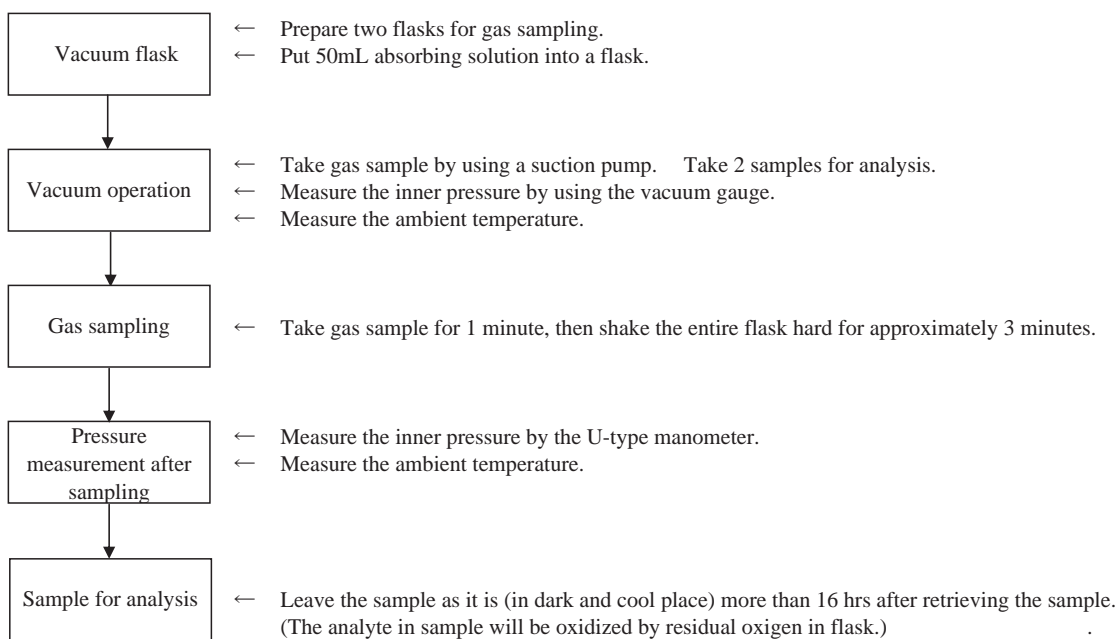 Vacuum flask
← Prepare two flasks for gas sampling.
← Put 50mL absorbing solution into a flask.
Vacuum operation
← Take gas sample by using a suction pump. Take 2 samples for analysis.
← Measure the inner pressure by using the vacuum gauge.
← Measure the ambient temperature.
Gas sampling
← Take gas sample for 1 minute, then shake the entire flask hard for approximately 3 minutes.
Pressure
measurement after
sampling
← Measure the inner pressure by the U-type manometer.
← Measure the ambient temperature.
Sample for analysis
← Leave the sample as it is (in dark and cool place) more than 16 hrs after retrieving the sample.
(The analyte in sample will be oxidized by residual oxigen in flask.) .